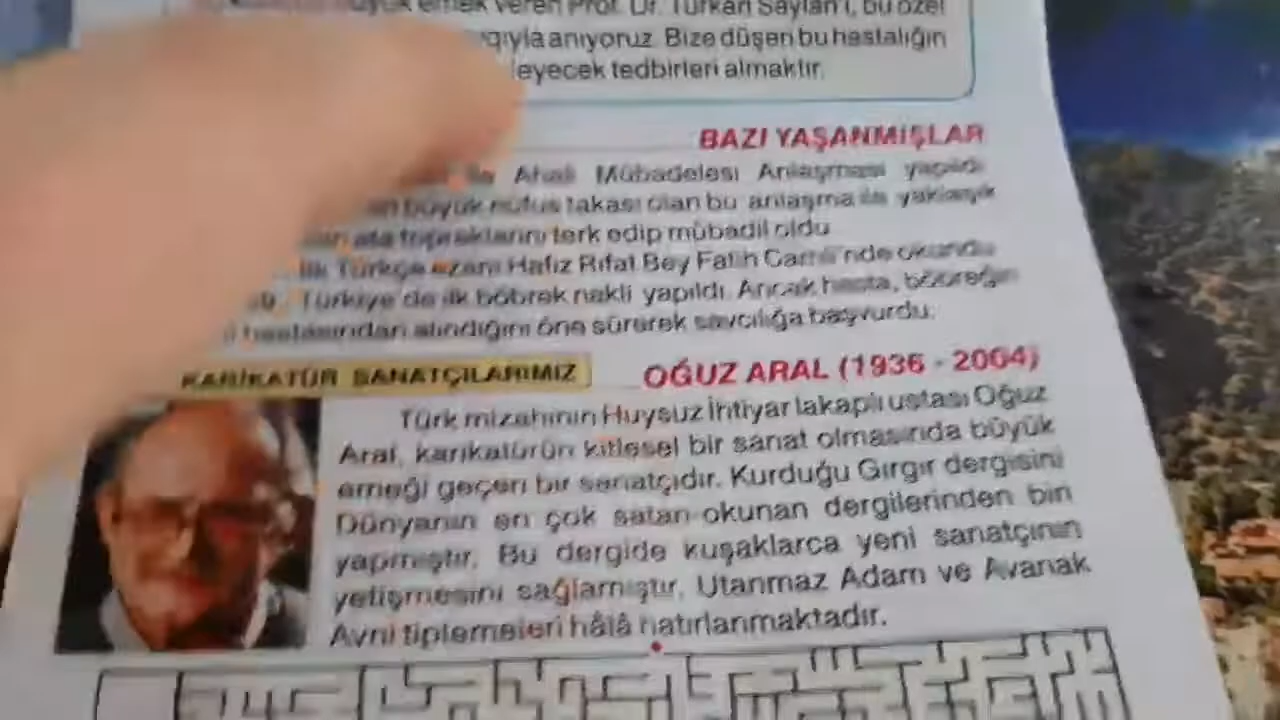 büyük emek veren Prof. Dr. Türkan Saylan'ı, bu özel
anıyoruz. Bize düşen bu hastalığın
tedbirleri almaktır.
BAZI YAŞANMIŞLAR
ile Ahali Mübadelesi Anlaşması yapıldı.
en büyük nüfus takası olan bu anlaşma ile yaklaşık
ata topraklarını terk edip mübadil oldu.
İlk Türkçe ezanı Hafız Rıfat Bey Fatih Camii'nde okundu
Türkiye'de ilk böbrek nakli yapıldı. Ancak hasta, böbreğin
hastasından alındığını öne sürerek savcılığa başvurdu.
KARİKATÜR SANATÇILARIMIZ
OĞUZ ARAL (1936 - 2004)
Türk mizahının Huysuz İhtiyar lakaplı ustası Oğuz
Aral, karikatürün kitlesel bir sanat olmasında büyük
emeği geçen bir sanatçıdır. Kurduğu Gırgır dergisini
Dünyanın en çok satan-okunan dergilerinden biri
yapmıştır. Bu dergide kuşaklarca yeni sanatçının
yetişmesini sağlamıştır. Utanmaz Adam ve Avanak
Avni tiplemeleri hâlâ hatırlanmaktadır.